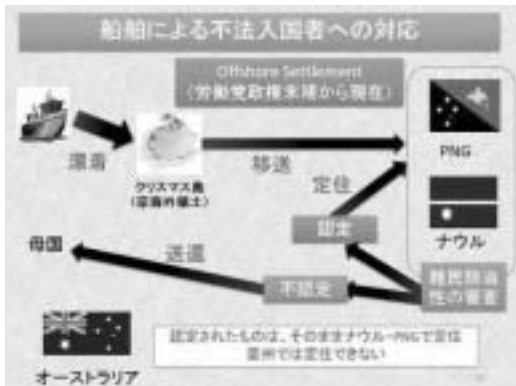 船舶による不法入国者への対応
Offshore Settlement
(労働党政権末期から現在)
漂着
クリスマス島
移送
定住
PNG
ナウル
認定
母国
送還
不認定
難民該当
性の審査
認定されたものは、そのままナウル・PNGで定住
豪州では定住できない
オーストラリア